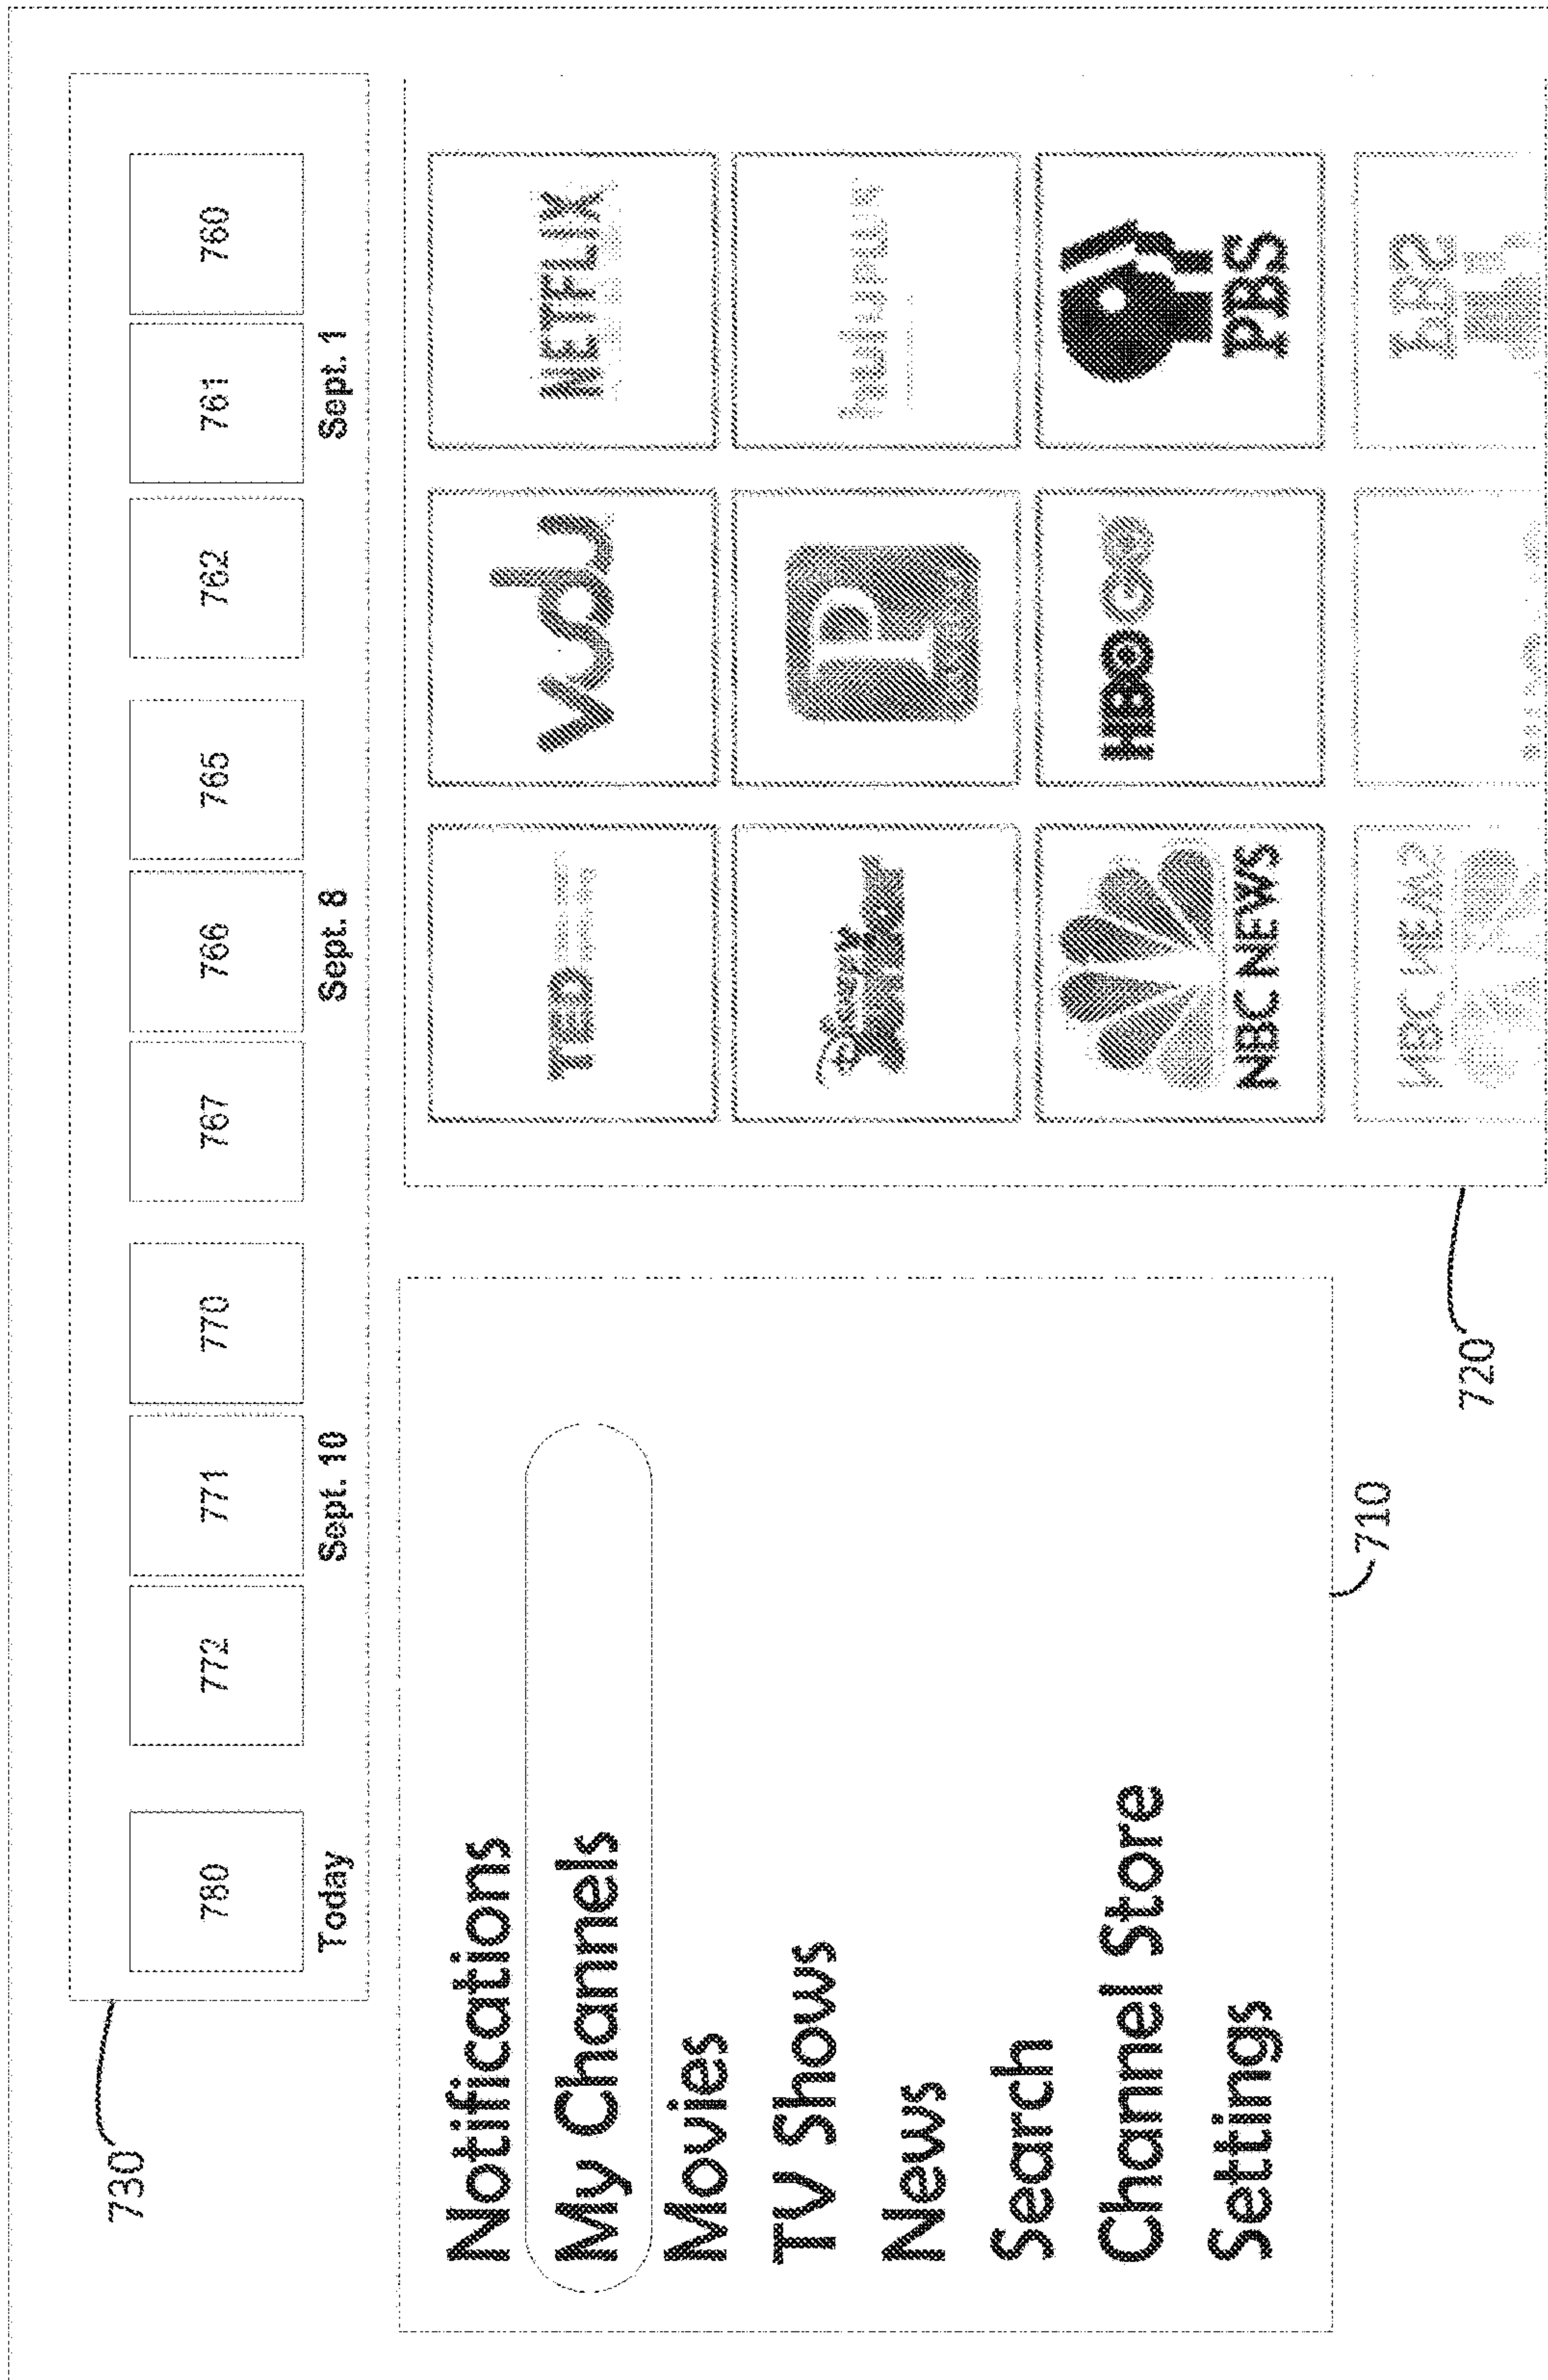 730
780 772 771 770 767 766 765 762 761 760
Today Sept. 10 Sept. 8 Sept. 1
Notifications
My Channels
Movies
TV Shows
News
Search
Channel Store
Settings
710
TED VUDU NETFLIX
Disney P huluPLUS
NBC NEWS HBO GO PBS
720